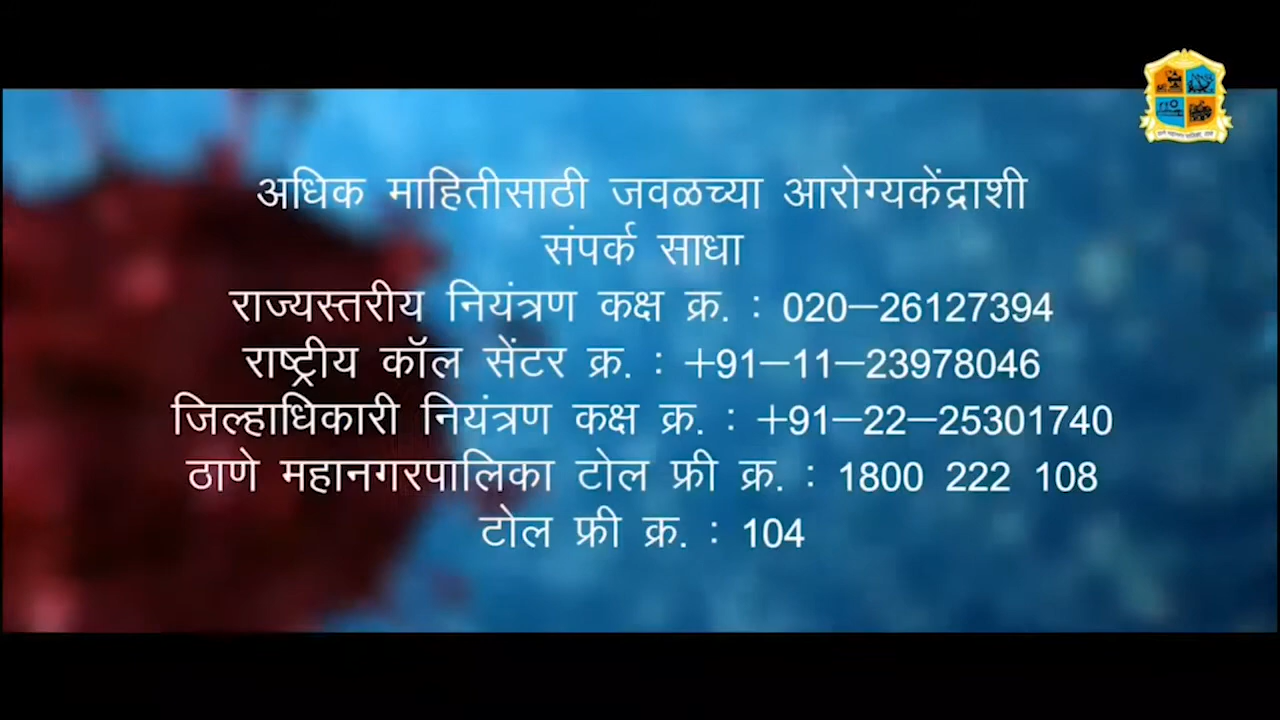 अधिक माहितीसाठी जवळच्या आरोग्यकेंद्राशी
संपर्क साधा
राज्यस्तरीय नियंत्रण कक्ष क्र. : 020–26127394
राष्ट्रीय कॉल सेंटर क्र. : +91–11–23978046
जिल्हाधिकारी नियंत्रण कक्ष क्र. : +91–22–25301740
ठाणे महानगरपालिका टोल फ्री क्र. : 1800 222 108
टोल फ्री क्र. : 104